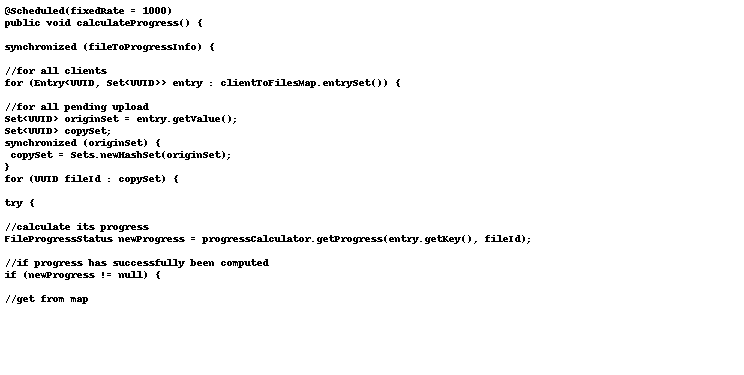 @Scheduled(fixedRate = 1000)
public void calculateProgress() {
synchronized (fileToProgressInfo) {
//for all clients
for (Entry<UUID, Set<UUID>> entry : clientToFilesMap.entrySet()) {
//for all pending upload
Set<UUID> originSet = entry.getValue();
Set<UUID> copySet;
synchronized (originSet) {
copySet = Sets.newHashSet(originSet);
}
for (UUID fileId : copySet) {
try {
//calculate its progress
FileProgressStatus newProgress = progressCalculator.getProgress(entry.getKey(), fileId);
//if progress has successfully been computed
if (newProgress != null) {
//get from map